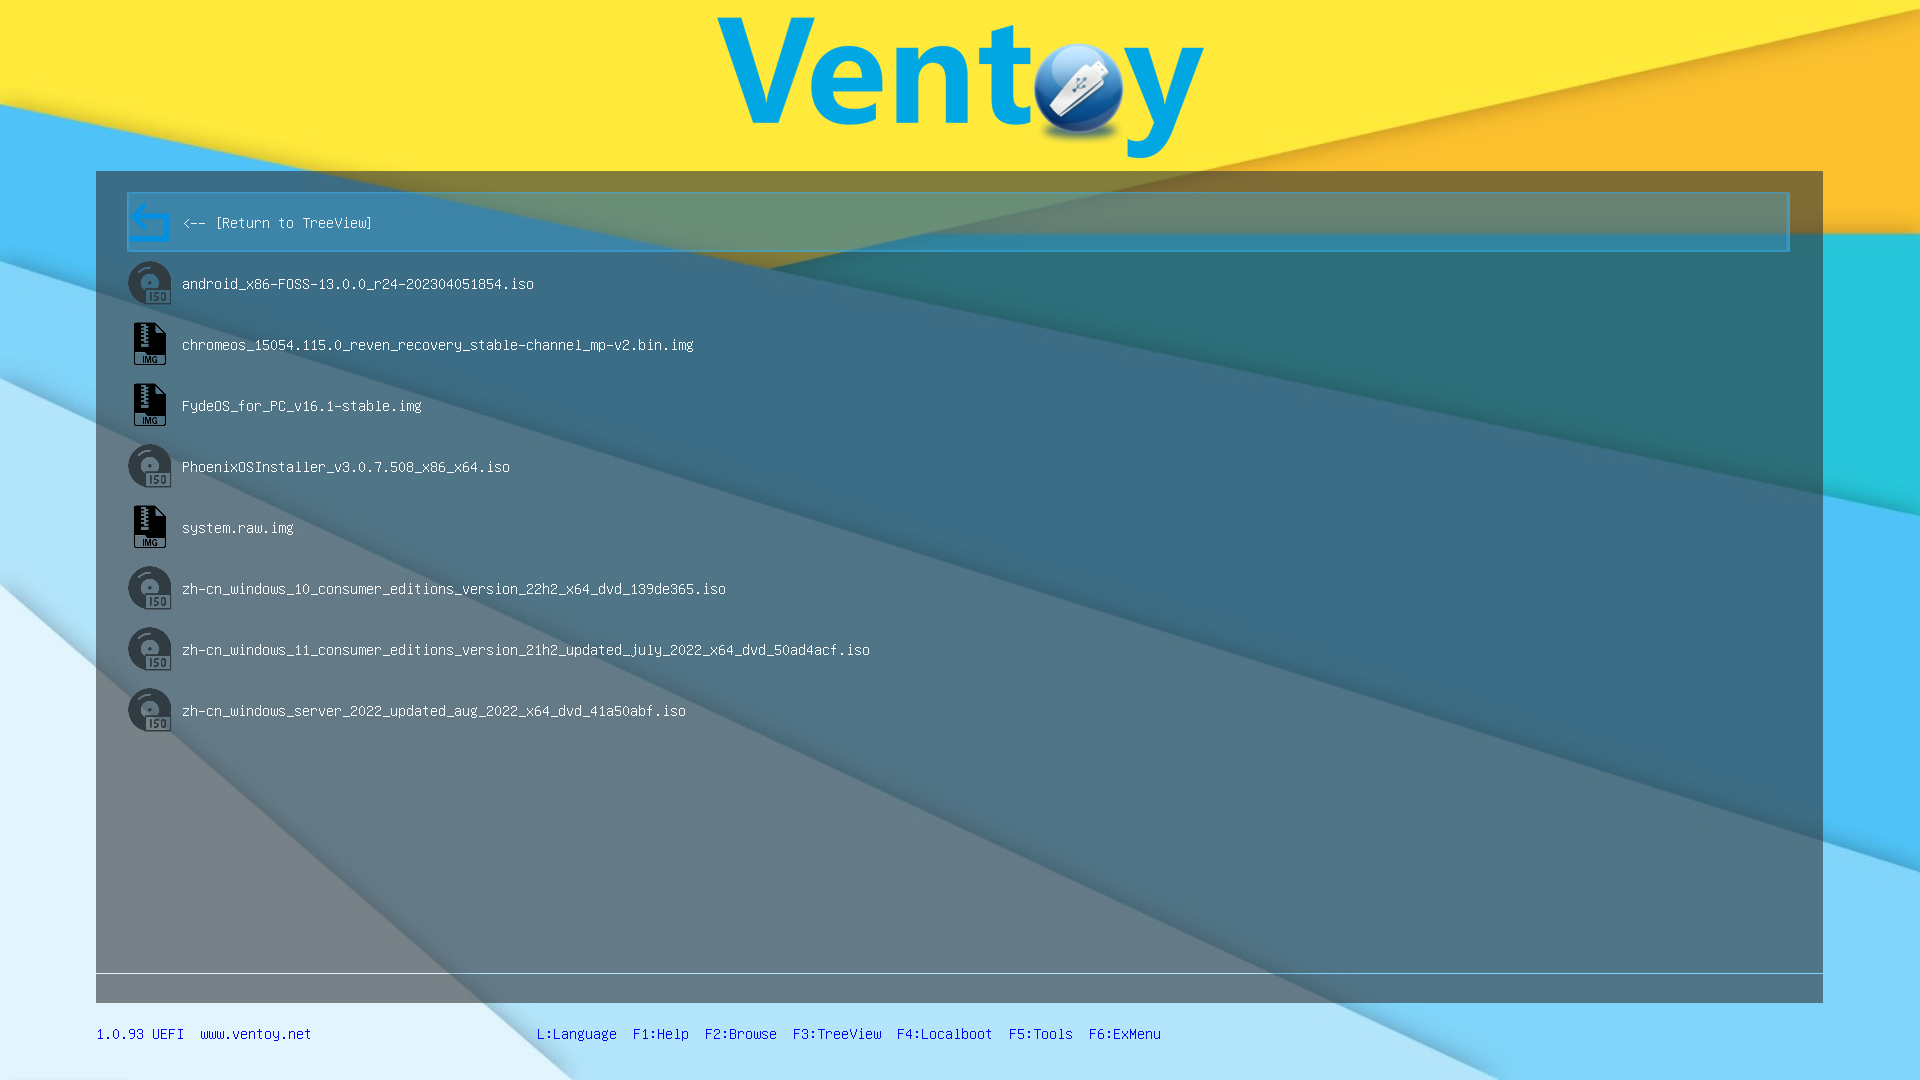 Ventoy
<-- [Return to TreeView]
ISO android_x86-FOSS-13.0.0_r24-202304051854.iso
IMG chromeos_15054.115.0_reven_recovery_stable-channel_mp-v2.bin.img
IMG FydeOS_for_PC_v16.1-stable.img
ISO PhoenixOSInstaller_v3.0.7.508_x86_x64.iso
IMG system.raw.img
ISO zh-cn_windows_10_consumer_editions_version_22h2_x64_dvd_139de365.iso
ISO zh-cn_windows_11_consumer_editions_version_21h2_updated_july_2022_x64_dvd_50ad4acf.iso
ISO zh-cn_windows_server_2022_updated_aug_2022_x64_dvd_41a50abf.iso
1.0.93 UEFI www.ventoy.net L:Language F1:Help F2:Browse F3:TreeView F4:Localboot F5:Tools F6:ExMenu